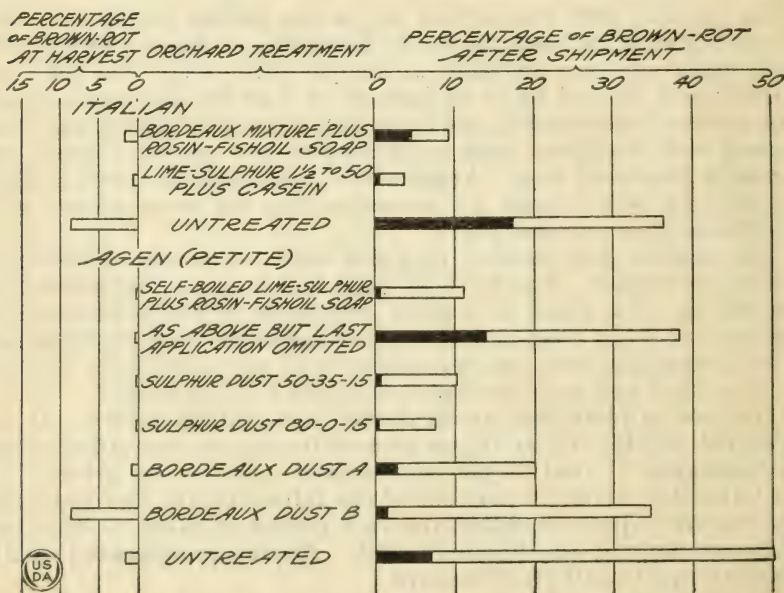 PERCENTAGE OF BROWN-ROT AT HARVEST
ORCHARD TREATMENT
PERCENTAGE OF BROWN-ROT AFTER SHIPMENT
15 10 5 0
0 10 20 30 40 50
ITALIAN
BORDEAUX MIXTURE PLUS
ROSIN-FISHOIL SOAP
LIME-SULPHUR 1½ TO 50
PLUS CASEIN
UNTREATED
AGEN (PETITE)
SELF-BOILED LIME-SULPHUR
PLUS ROSIN-FISHOIL SOAP
AS ABOVE BUT LAST
APPLICATION OMITTED
SULPHUR DUST 50-35-15
SULPHUR DUST 80-0-15
BORDEAUX DUST A
BORDEAUX DUST B
UNTREATED
US
DA